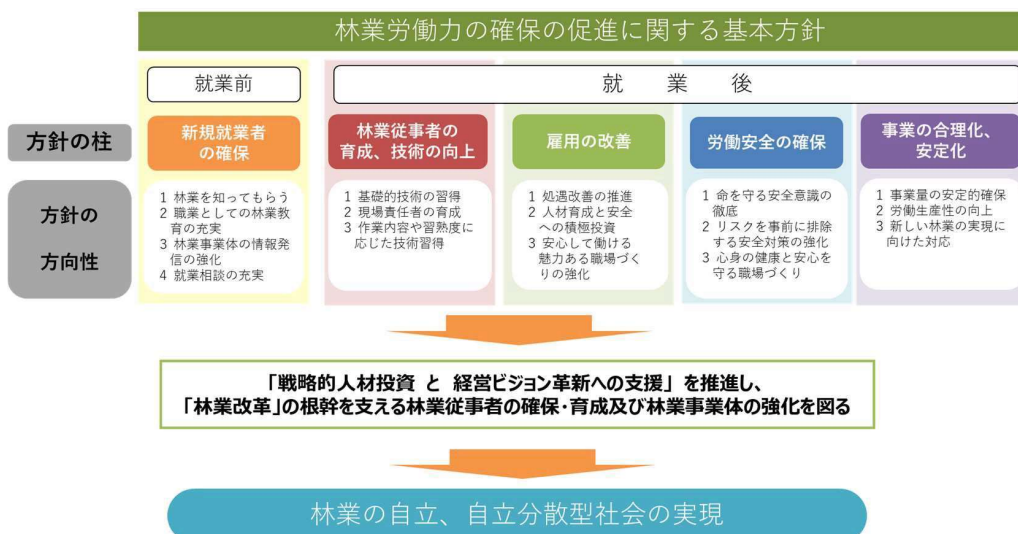 林業労働力の確保の促進に関する基本方針
就業前
就業後
方針の柱
新規就業者
の確保
林業従事者の
育成、技術の向上
雇用の改善
労働安全の確保
事業の合理化、
安定化
方針の
方向性
1 林業を知ってもらう
2 職業としての林業教
育の充実
3 林業事業体の情報発
信の強化
4 就業相談の充実
1 基礎的技術の習得
2 現場責任者の育成
3 作業内容や習熟度に
応じた技術習得
1 処遇改善の推進
2 人材育成と安全
への積極投資
3 安心して働ける
魅力ある職場づく
りの強化
1 命を守る安全意識の
徹底
2 リスクを事前に排除
する安全対策の強化
3 心身の健康と安心を
守る職場づくり
1 事業量の安定的確保
2 労働生産性の向上
3 新しい林業の実現に
向けた対応
「戦略的人材投資 と 経営ビジョン革新への支援」を推進し、
「林業改革」の根幹を支える林業従事者の確保・育成及び林業事業体の強化を図る
林業の自立、自立分散型社会の実現